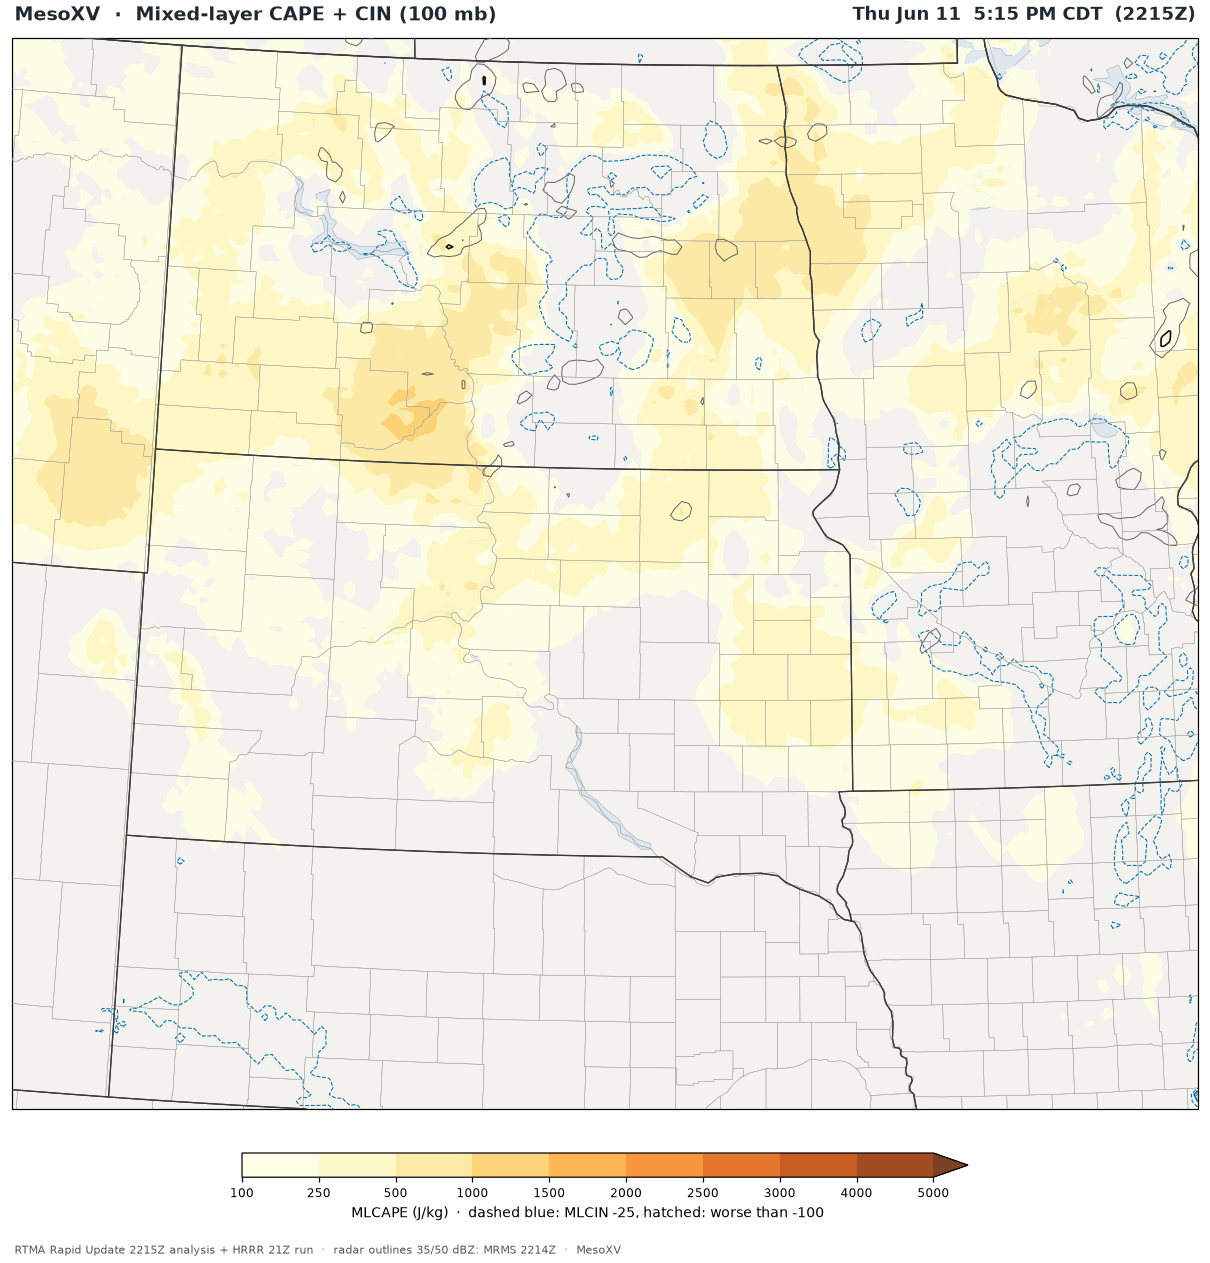 MesoXV  ·  Mixed-layer CAPE + CIN (100 mb)
Thu Jun 11  5:15 PM CDT  (2215Z)
100 250 500 1000 1500 2000 2500 3000 4000 5000
MLCAPE (J/kg)  ·  dashed blue: MLCIN -25, hatched: worse than -100
RTMA Rapid Update 2215Z analysis + HRRR 21Z run  ·  radar outlines 35/50 dBZ: MRMS 2214Z  ·  MesoXV